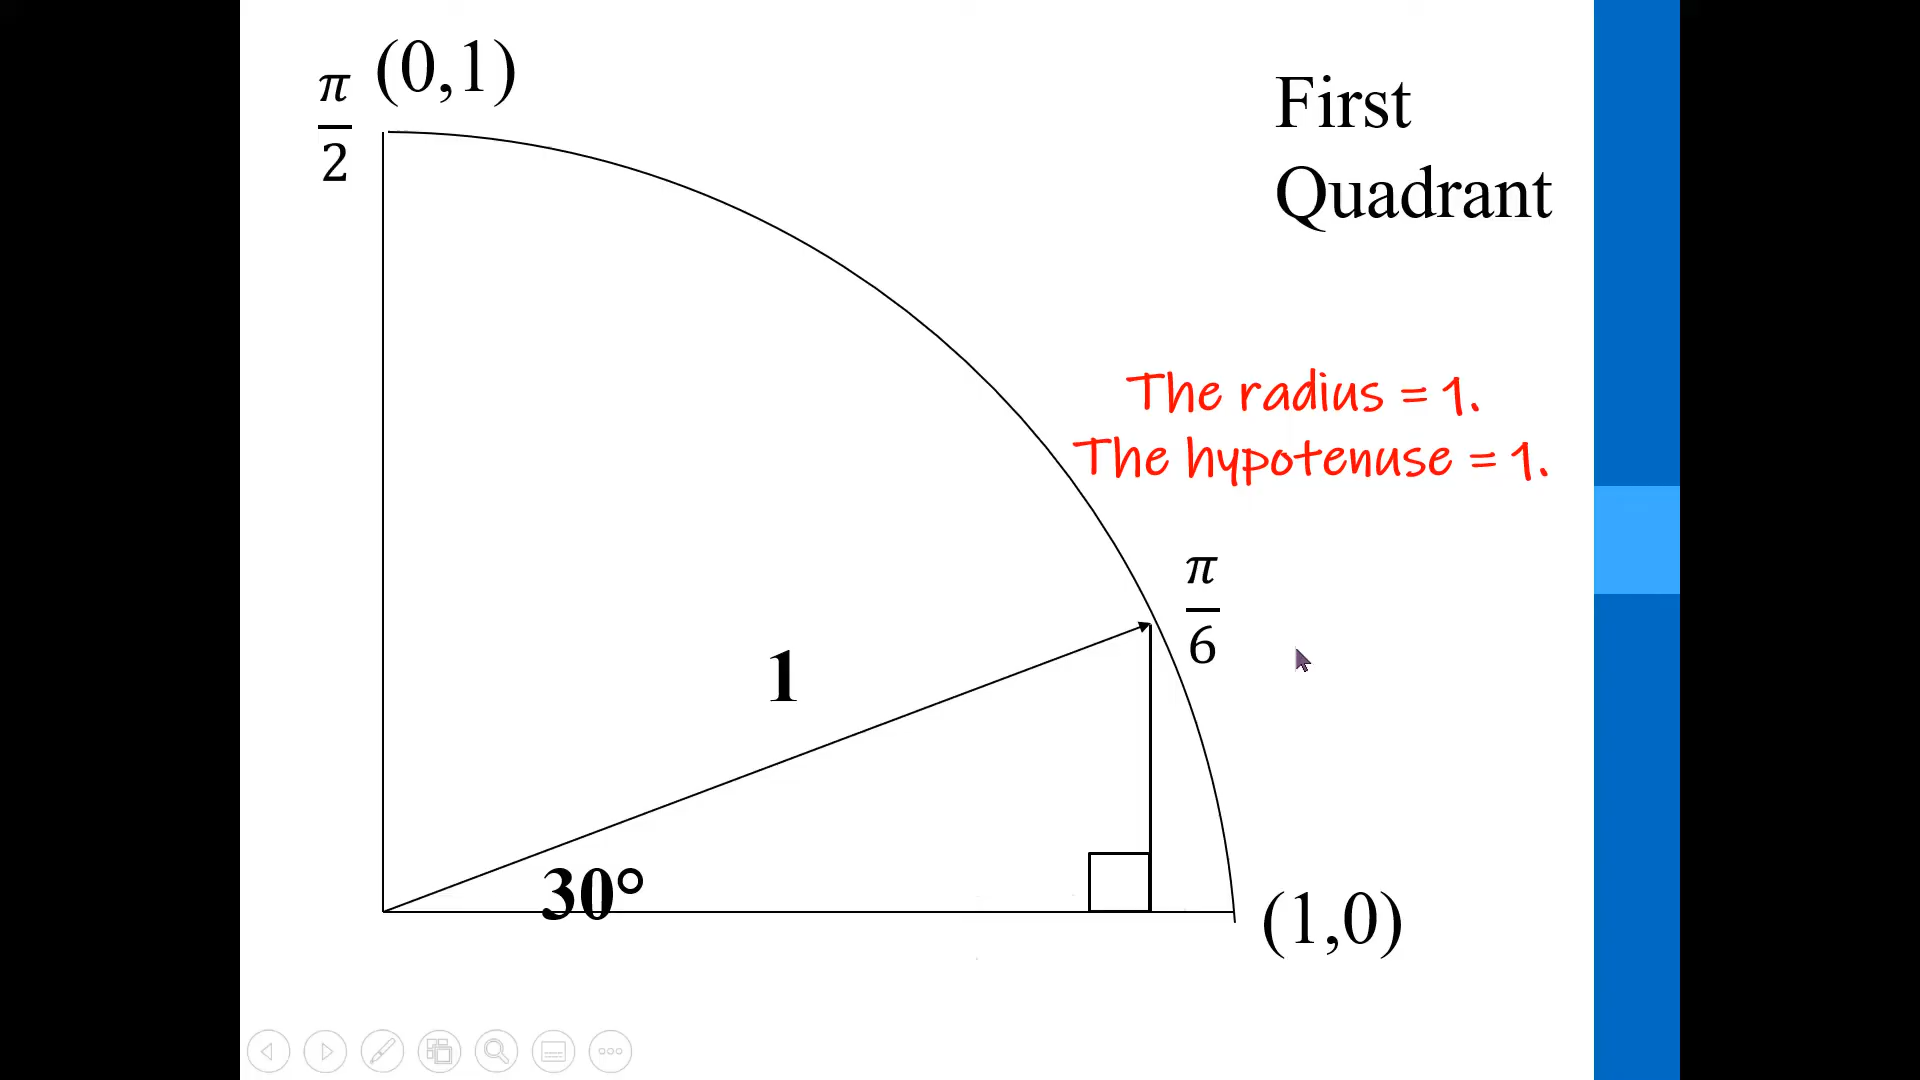 (0,1)
π
2
First
Quadrant
The radius = 1.
The hypotenuse = 1.
π
6
1
30°
(1,0)